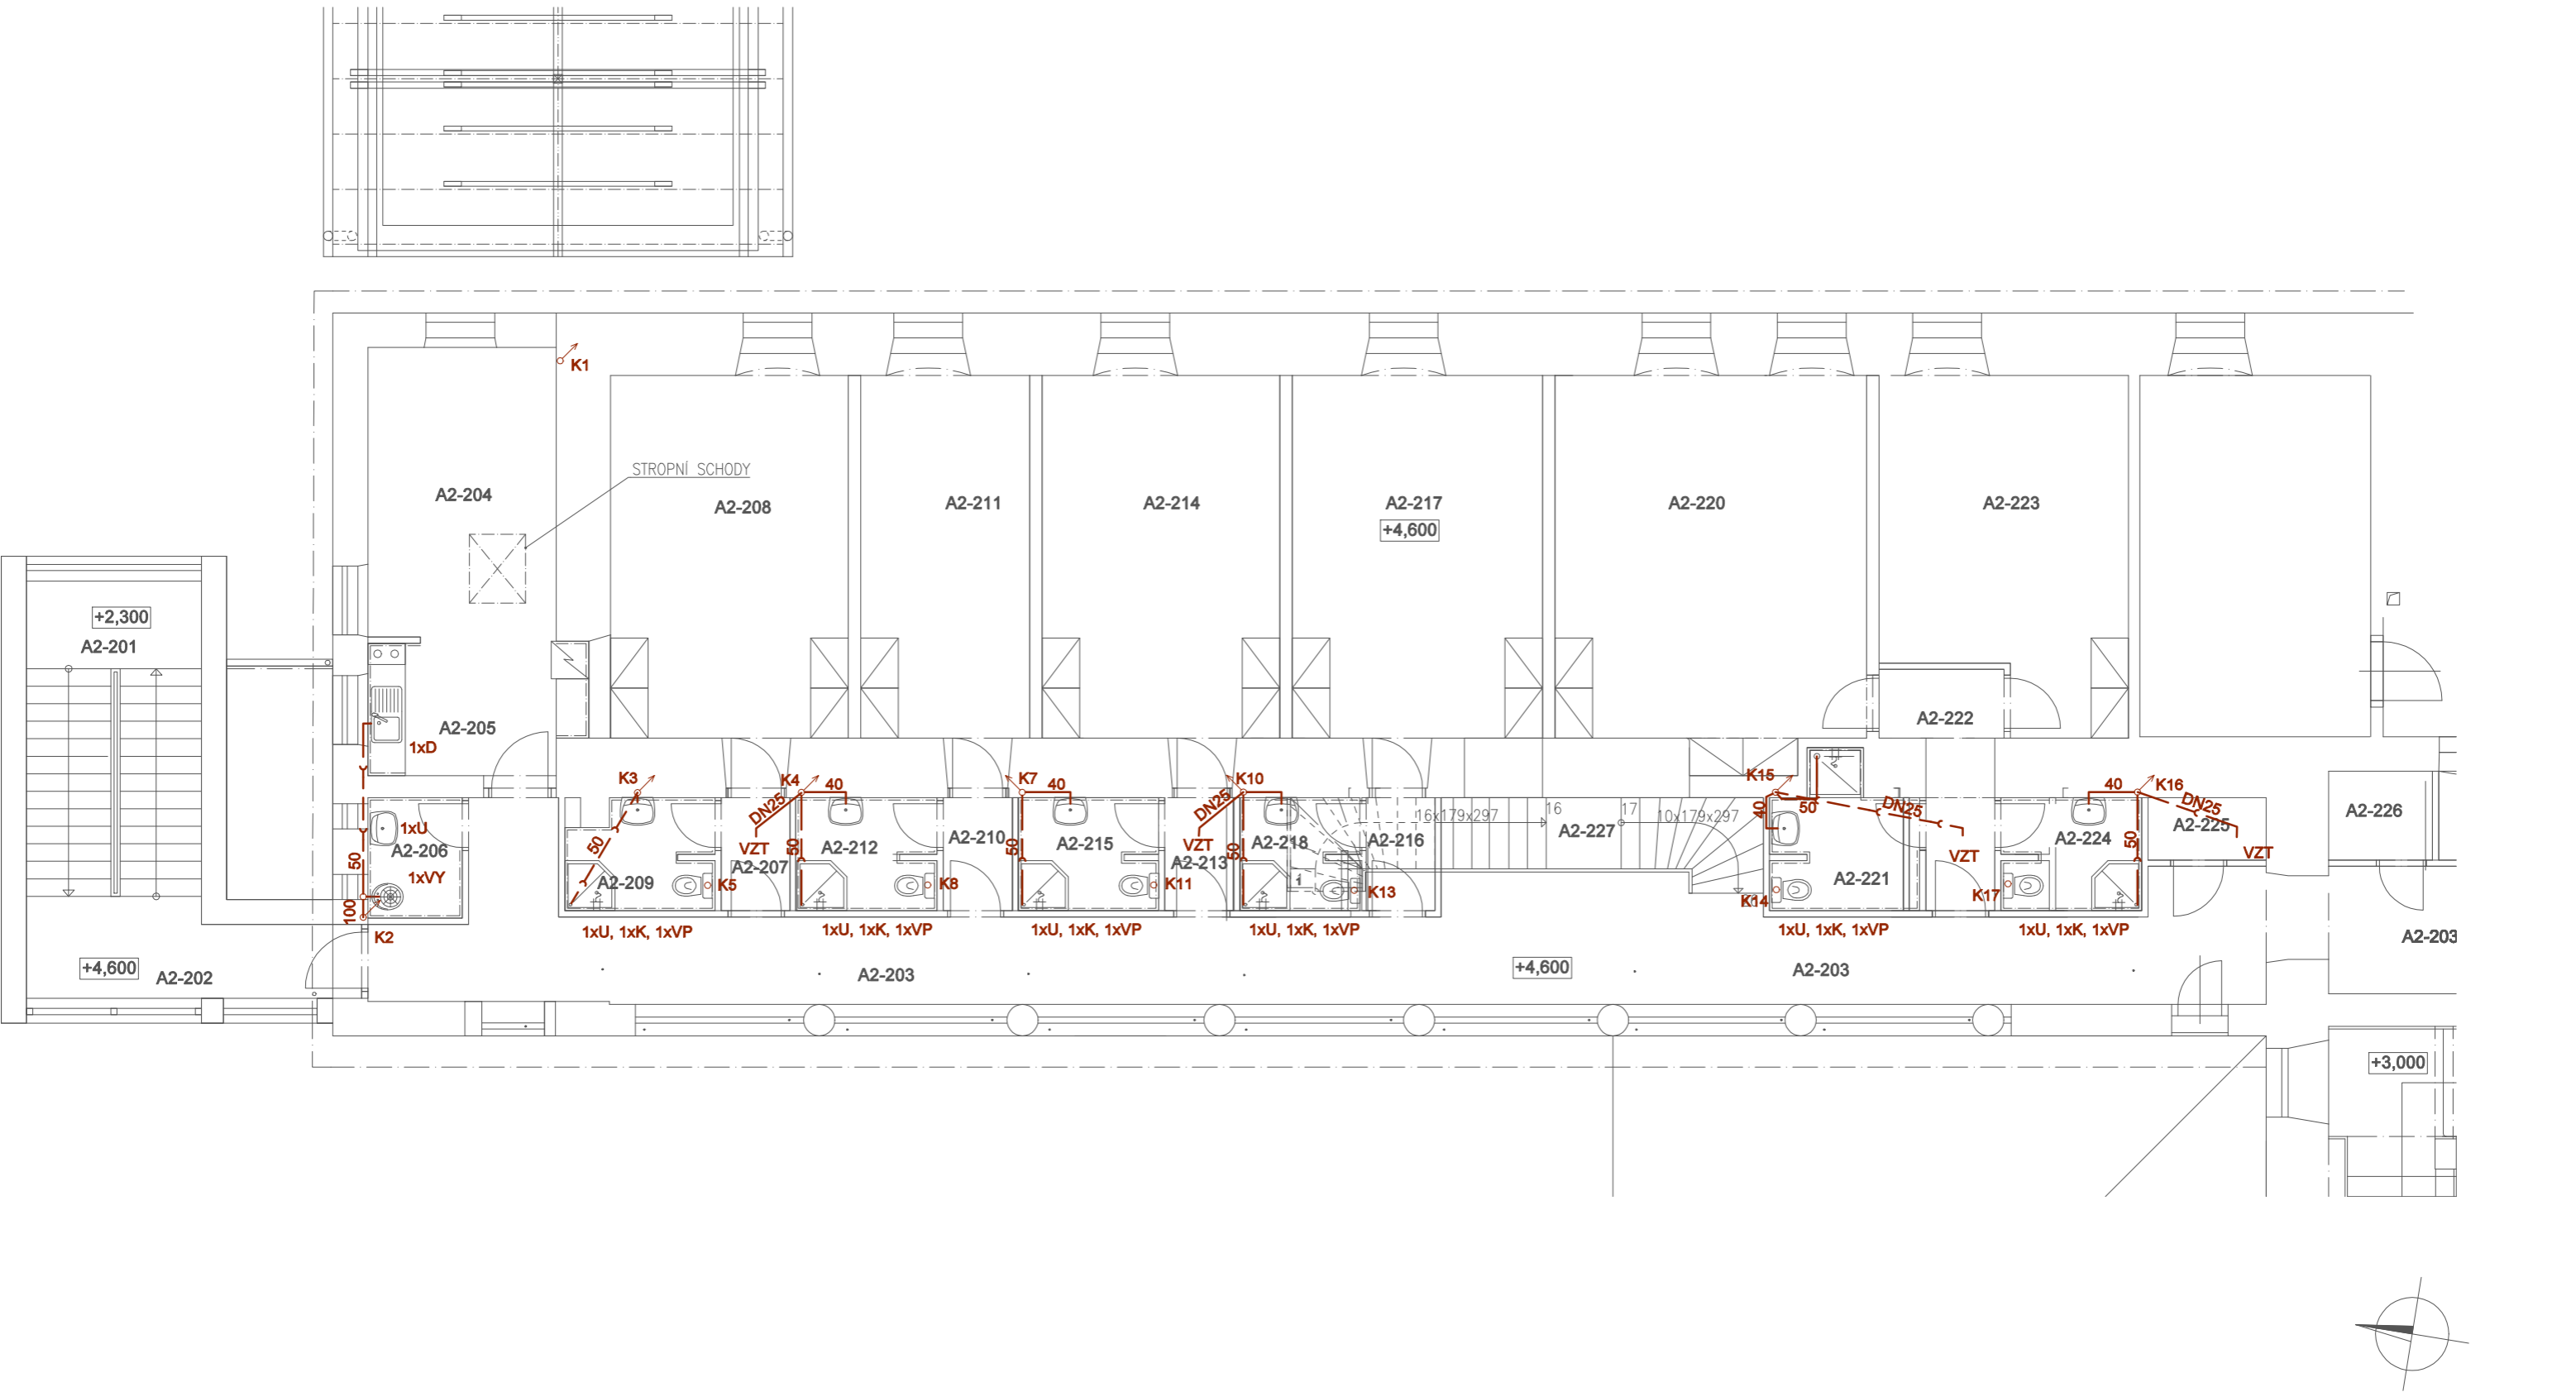 K1
STROPNÍ SCHODY
A2-204
A2-208
A2-211
A2-214
A2-217
+4,600
A2-220
A2-223
+2,300
A2-201
A2-205
1xD
A2-222
K3
K4
40
K7
40
K10
K15
40
K16
DN25
DN25
40
50
DN25
DN25
1xU
A2-206
50
1xVY
100
K2
50
A2-209
K5
VZT
A2-207
50
A2-212
K8
A2-210
50
A2-215
K11
VZT
A2-213
50
A2-218
1
K13
A2-216
16x179x297
16
A2-227
17
10x179x297
K14
A2-221
VZT
K17
A2-224
50
A2-225
VZT
A2-226
1xU, 1xK, 1xVP
1xU, 1xK, 1xVP
1xU, 1xK, 1xVP
1xU, 1xK, 1xVP
1xU, 1xK, 1xVP
1xU, 1xK, 1xVP
A2-203
+4,600
A2-202
A2-203
+4,600
A2-203
+3,000